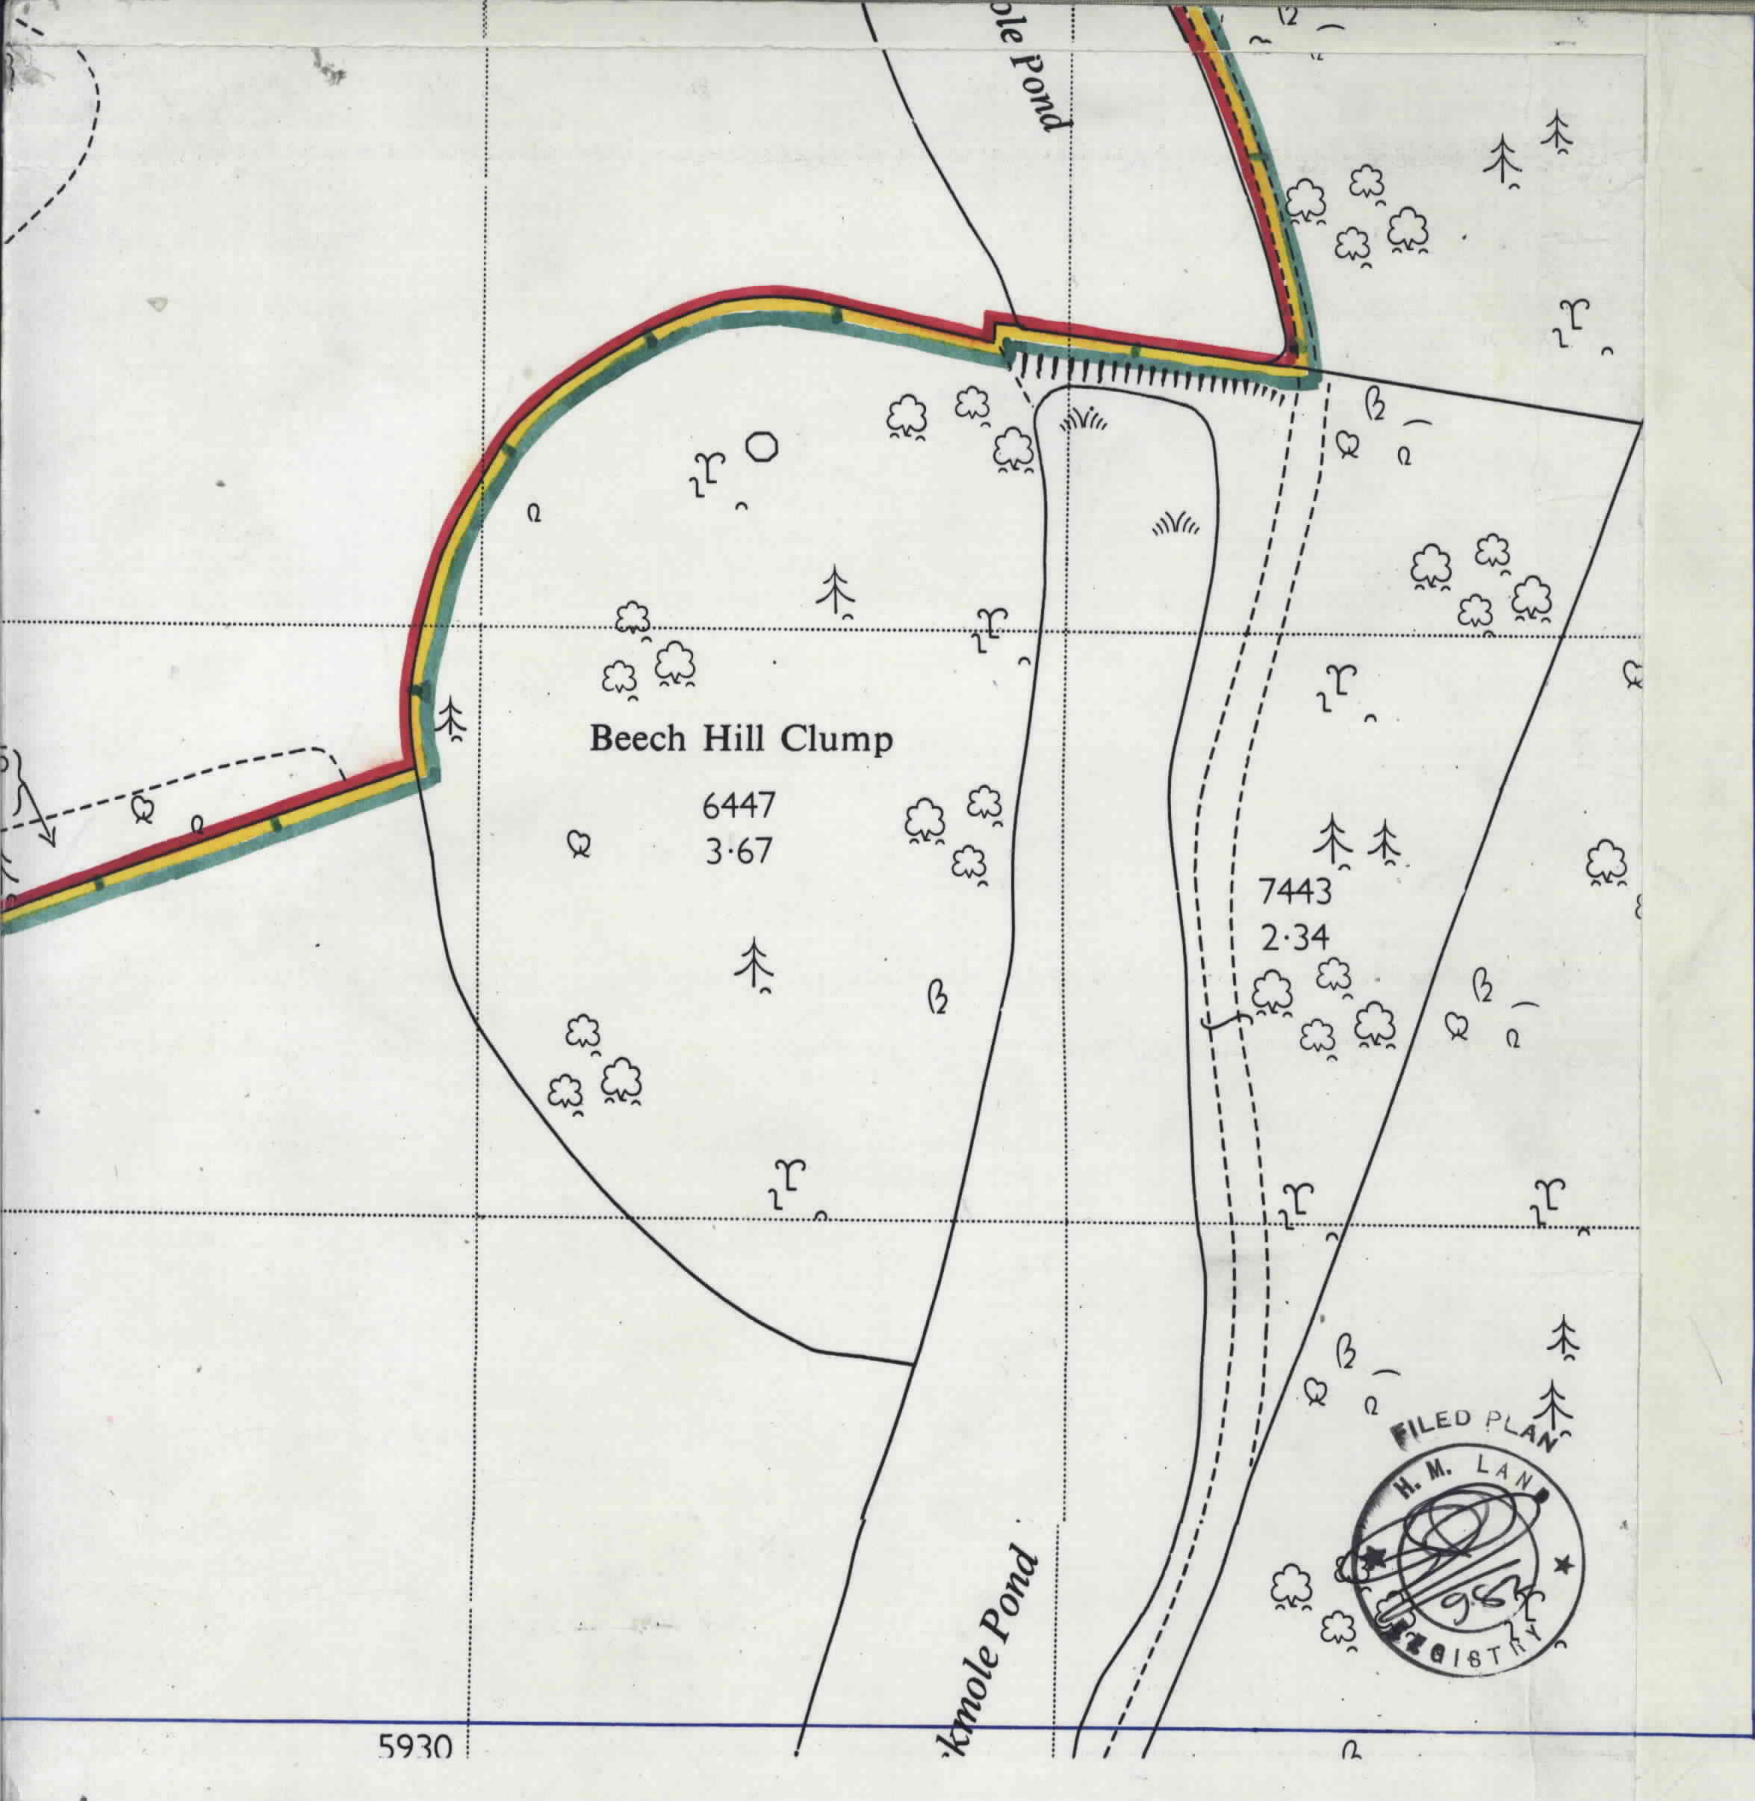 ole Pond
Beech Hill Clump
6447
3·67
7443
2·34
FILED PLAN
H. M. LAND
REGISTRY
kmole Pond
5930